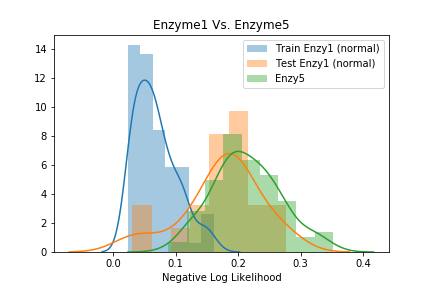 Enzyme1 Vs. Enzyme5
Train Enzy1 (normal)
Test Enzy1 (normal)
Enzy5
14
12
10
8
6
4
2
0
0.0 0.1 0.2 0.3 0.4
Negative Log Likelihood